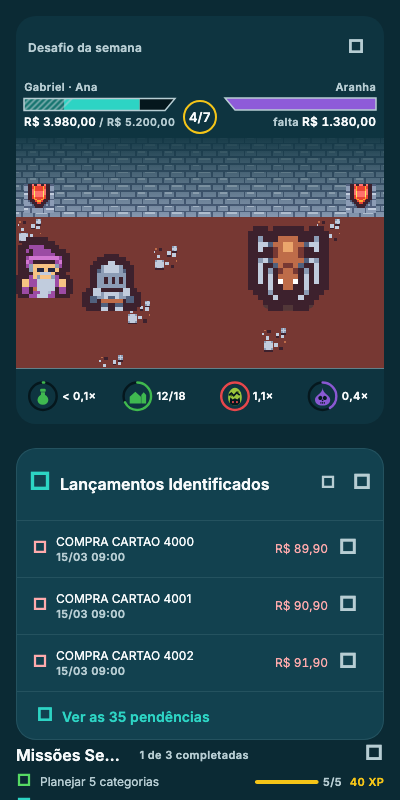 Desafio da semana
Gabriel · Ana
Aranha
R$ 3.980,00 / R$ 5.200,00
4/7
falta R$ 1.380,00
< 0,1×
12/18
1,1×
0,4×
Lançamentos Identificados
COMPRA CARTAO 4000
15/03 09:00
R$ 89,90
COMPRA CARTAO 4001
15/03 09:00
R$ 90,90
COMPRA CARTAO 4002
15/03 09:00
R$ 91,90
Ver as 35 pendências
Missões Se...
1 de 3 completadas
Planejar 5 categorias
5/5
40 XP